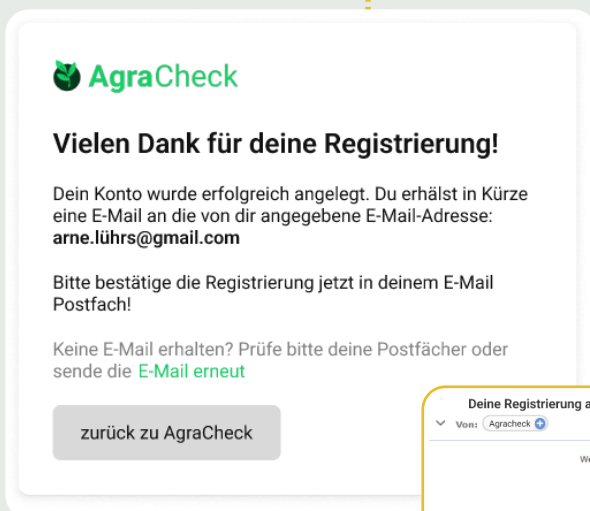 AgraCheck
Vielen Dank für deine Registrierung!
Dein Konto wurde erfolgreich angelegt. Du erhälst in Kürze
eine E-Mail an die von dir angegebene E-Mail-Adresse:
arne.lührs@gmail.com
Bitte bestätige die Registrierung jetzt in deinem E-Mail
Postfach!
Keine E-Mail erhalten? Prüfe bitte deine Postfächer oder
sende die E-Mail erneut
zurück zu AgraCheck
Deine Registrierung a
Von: Agracheck
We